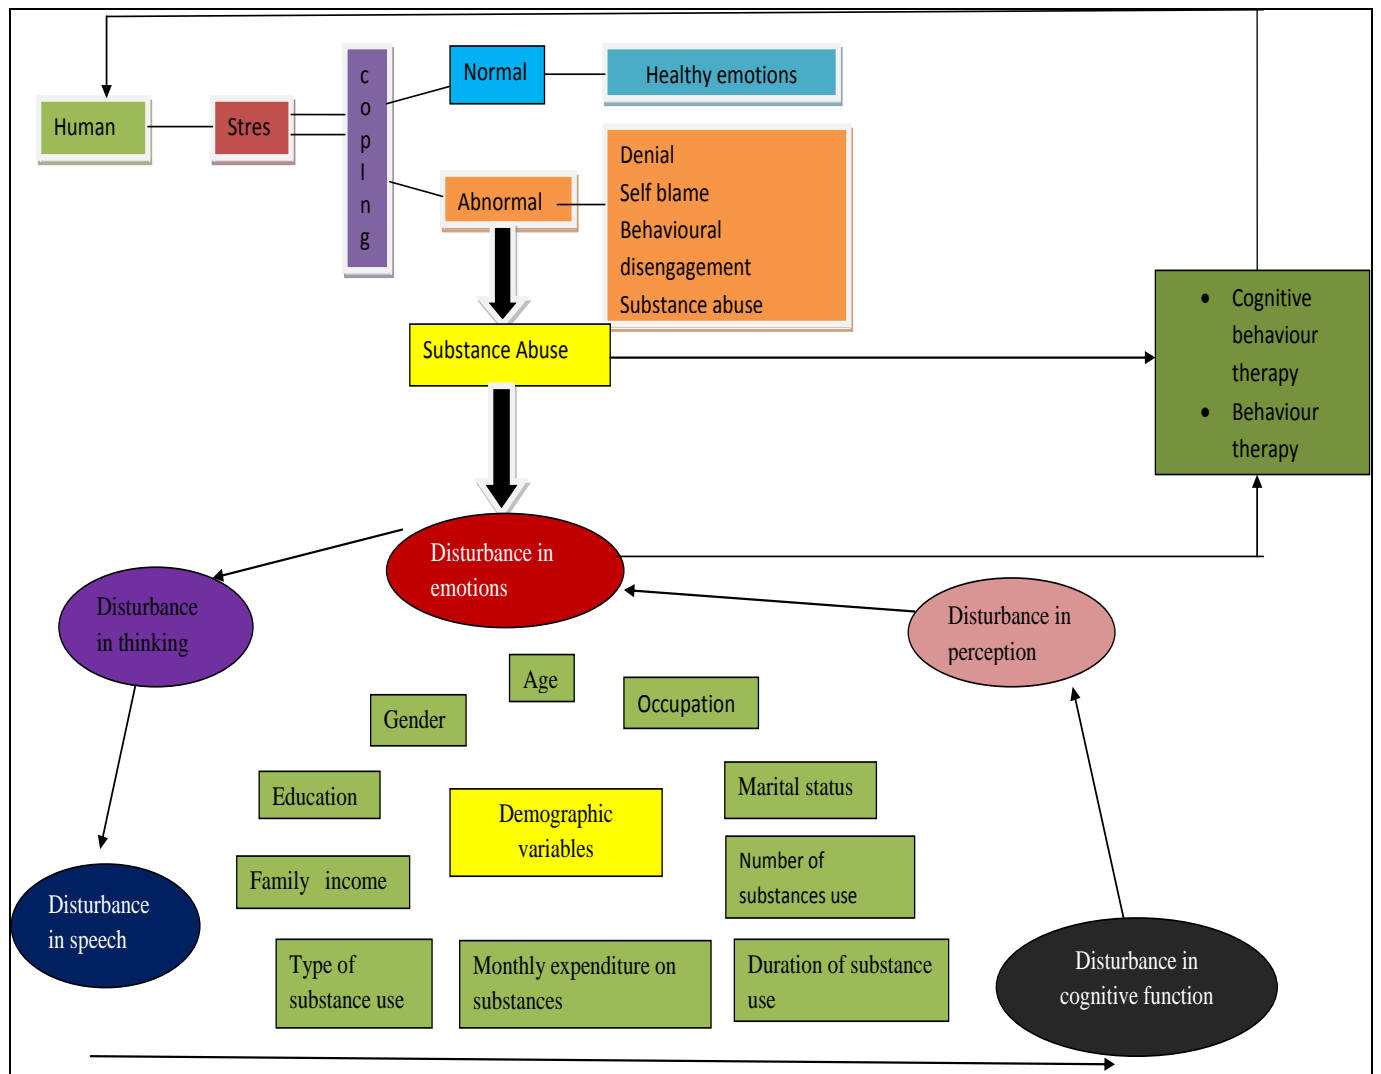 Human
Stres
c
o
p
I
n
g
Normal
Healthy emotions
Abnormal
Denial
Self blame
Behavioural
disengagement
Substance abuse
Substance Abuse
• Cognitive
behaviour
therapy
• Behaviour
therapy
Disturbance in
emotions
Disturbance
in thinking
Disturbance in
perception
Age
Occupation
Gender
Education
Marital status
Demographic
variables
Family income
Number of
substances use
Disturbance
in speech
Type of
substance use
Monthly expenditure on
substances
Duration of substance
use
Disturbance in
cognitive function